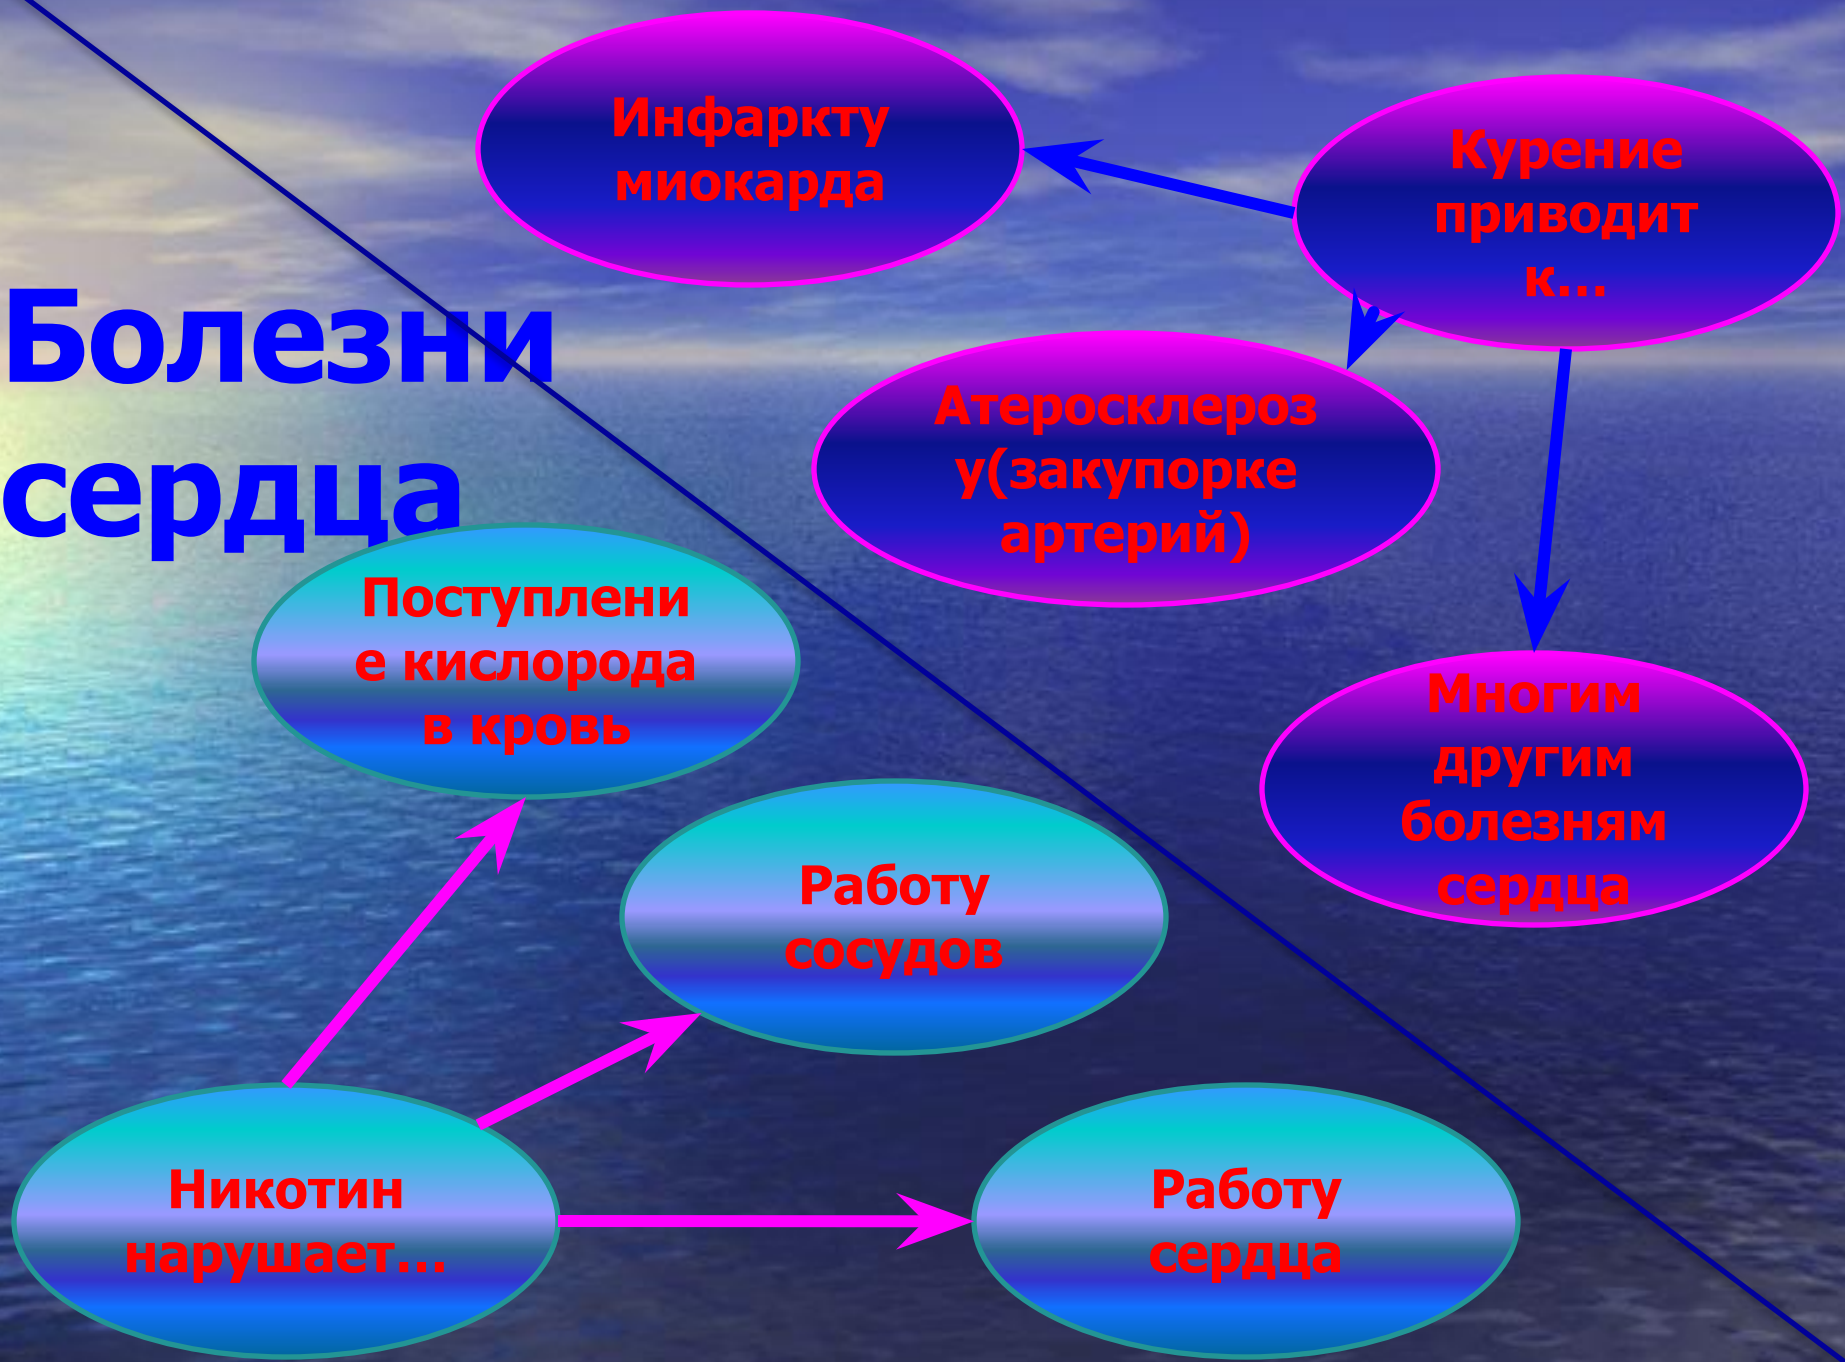 Болезни
сердца
Инфаркту
миокарда
Курение
приводит
к...
Атеросклероз
у(закупорке
артерий)
Многим
другим
болезням
сердца
Поступлени
е кислорода
в кровь
Работу
сосудов
Никотин
нарушает...
Работу
сердца